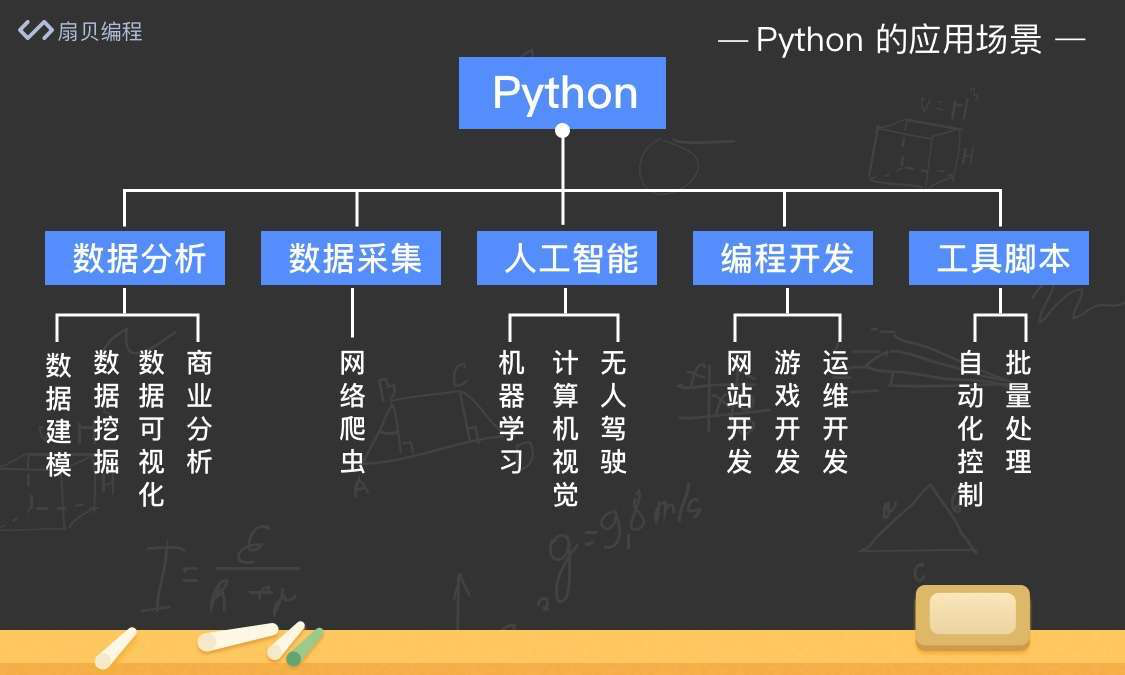 扇贝编程
Python 的应用场景
Python
数据分析
数据采集
人工智能
编程开发
工具脚本
数据建模
数据挖掘
数据可视化
商业分析
网络爬虫
机器学习
计算机视觉
无人驾驶
网站开发
游戏开发
运维开发
自动化控制
批量处理
V=H³
H
B
C
A
H
g=9,8m/s
C